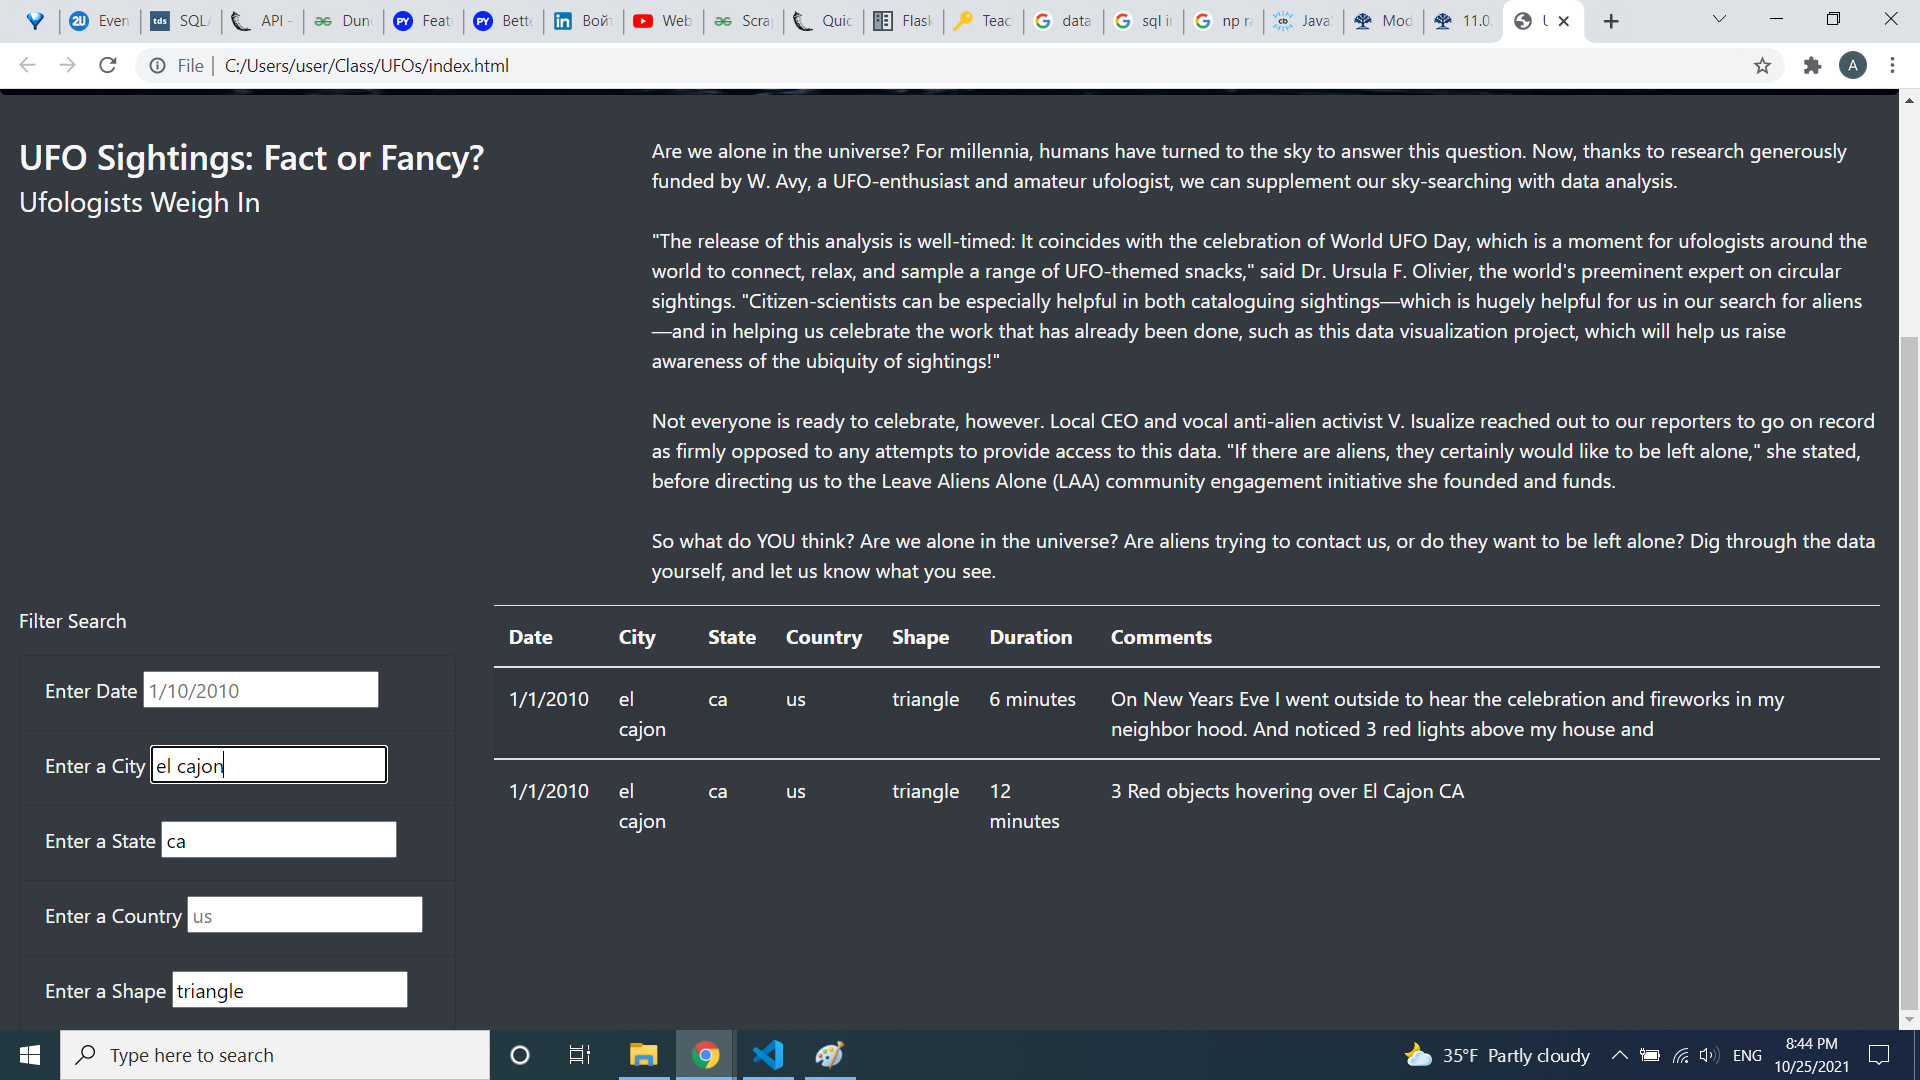 Even
tds SQL
API -
Dun
PY Feat
PY Bette
in Войт
Web
Scra
Quic
Flask
Teac
data
sql i
np ra
cb Java
Mod
11.0.
File | C:/Users/user/Class/UFOs/index.html
A
UFO Sightings: Fact or Fancy?
Ufologists Weigh In
Are we alone in the universe? For millennia, humans have turned to the sky to answer this question. Now, thanks to research generously
funded by W. Avy, a UFO-enthusiast and amateur ufologist, we can supplement our sky-searching with data analysis.
"The release of this analysis is well-timed: It coincides with the celebration of World UFO Day, which is a moment for ufologists around the
world to connect, relax, and sample a range of UFO-themed snacks," said Dr. Ursula F. Olivier, the world's preeminent expert on circular
sightings. "Citizen-scientists can be especially helpful in both cataloguing sightings—which is hugely helpful for us in our search for aliens
—and in helping us celebrate the work that has already been done, such as this data visualization project, which will help us raise
awareness of the ubiquity of sightings!"
Not everyone is ready to celebrate, however. Local CEO and vocal anti-alien activist V. Isualize reached out to our reporters to go on record
as firmly opposed to any attempts to provide access to this data. "If there are aliens, they certainly would like to be left alone," she stated,
before directing us to the Leave Aliens Alone (LAA) community engagement initiative she founded and funds.
So what do YOU think? Are we alone in the universe? Are aliens trying to contact us, or do they want to be left alone? Dig through the data
yourself, and let us know what you see.
Filter Search
Enter Date 1/10/2010
Enter a City el cajon
Enter a State ca
Enter a Country us
Enter a Shape triangle
Date City State Country Shape Duration Comments
1/1/2010 el ca us triangle 6 minutes On New Years Eve I went outside to hear the celebration and fireworks in my
cajon neighbor hood. And noticed 3 red lights above my house and
1/1/2010 el ca us triangle 12 3 Red objects hovering over El Cajon CA
cajon minutes
Type here to search
35°F Partly cloudy
ENG
8:44 PM
10/25/2021